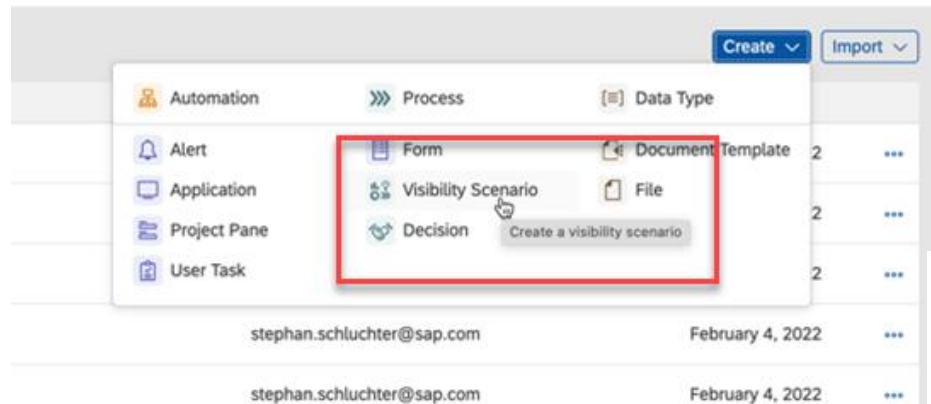 Create Import
Automation Process Data Type
Alert Form Document Template 2
Application Visibility Scenario File
2
Project Pane Decision Create a visibility scenario
User Task 2
stephan.schluchter@sap.com February 4, 2022
stephan.schluchter@sap.com February 4, 2022